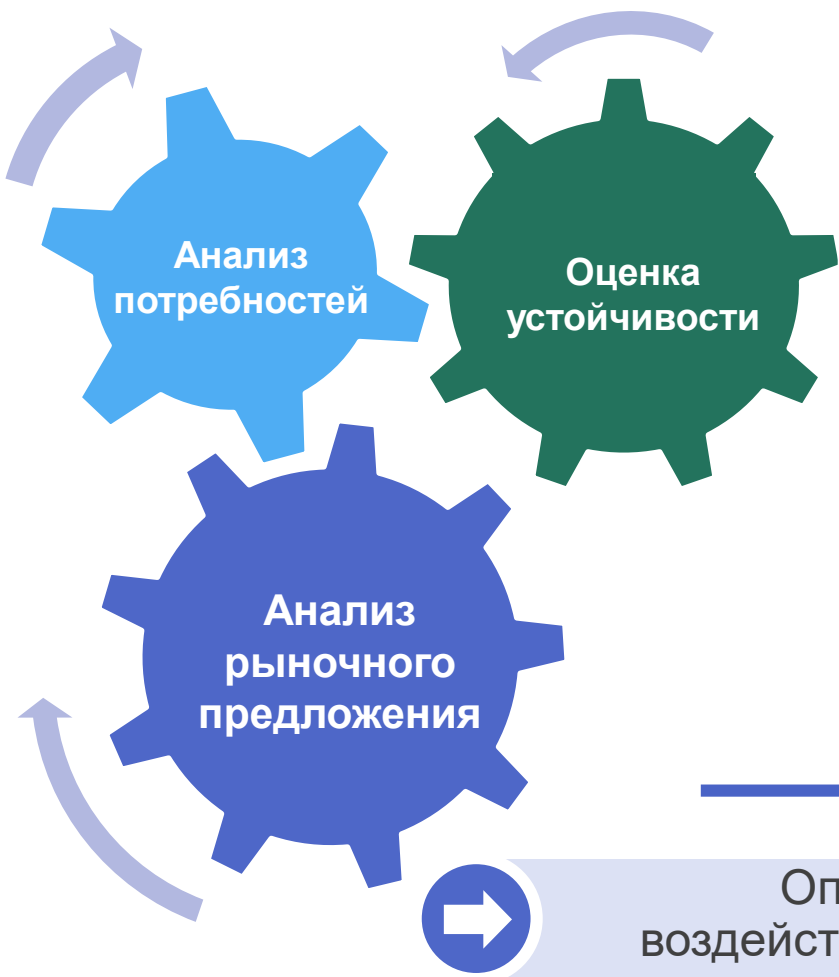 Анализ
потребностей
Оценка
устойчивости
Анализ
рыночного
предложения